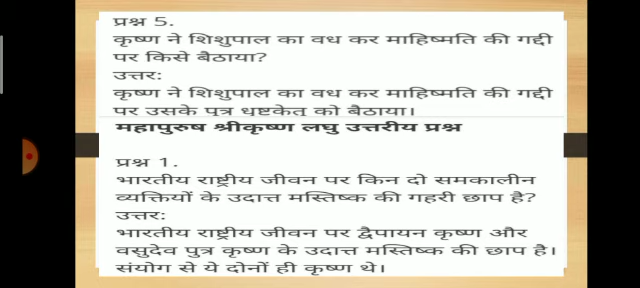 प्रश्न 5.
कृष्ण ने शिशुपाल का वध कर माहिष्मति की गद्दी
पर किसे बैठाया?
उत्तर:
कृष्ण ने शिशुपाल का वध कर माहिष्मति की गद्दी
पर उसके पुत्र धृष्टकेतु को बैठाया।
महापुरुष श्रीकृष्ण लघु उत्तरीय प्रश्न
प्रश्न 1.
भारतीय राष्ट्रीय जीवन पर किन दो समकालीन
व्यक्तियों के उदात्त मस्तिष्क की गहरी छाप है?
उत्तर:
भारतीय राष्ट्रीय जीवन पर द्वैपायन कृष्ण और
वसुदेव पुत्र कृष्ण के उदात्त मस्तिष्क की छाप है।
संयोग से ये दोनों ही कृष्ण थे।